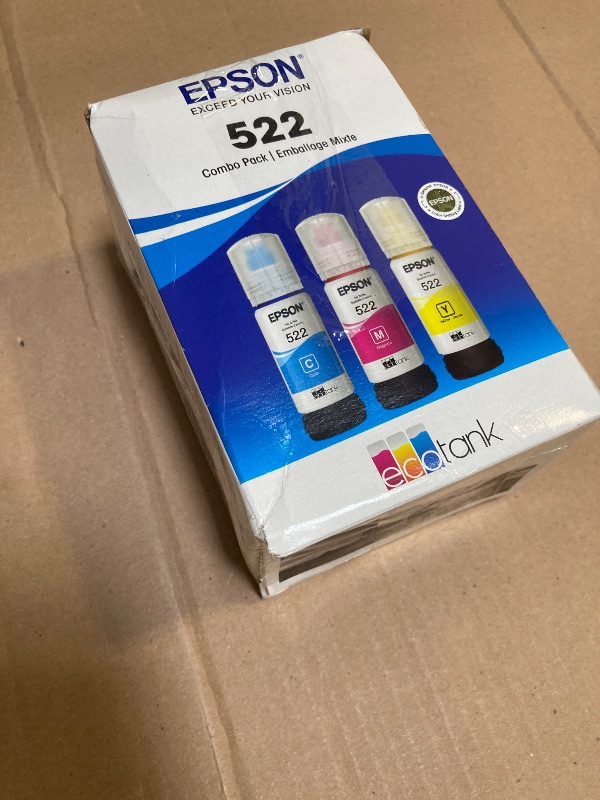 EPSON®
EXCEED YOUR VISION
522
Combo Pack | Emballage Mixte
EPSON
EPSON
522
C
EPSON
522
M
EPSON
522
Y
ecotank